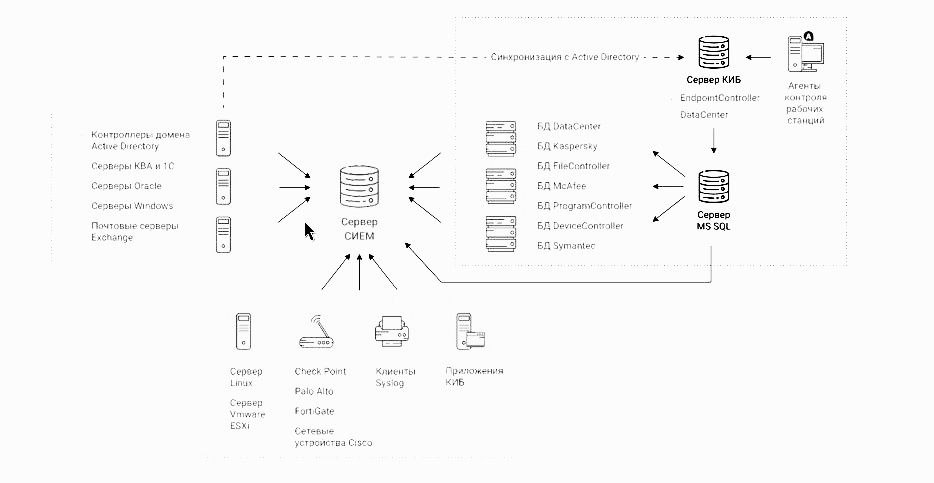 Синхронизация с Active Directory
Сервер КИБ
EndpointController
DataCenter
Агенты
контроля
рабочих
станций
Контроллеры домена
Active Directory
Серверы КВА и 1С
Серверы Oracle
Серверы Windows
Почтовые серверы
Exchange
Сервер
СИЕМ
БД DataCenter
БД Kaspersky
БД FileController
БД McAfee
БД ProgramController
БД DeviceController
БД Symantec
Сервер
MS SQL
Сервер
Linux
Сервер
Vmware
ESXi
Check Point
Palo Alto
FortiGate
Сетевые
устройства Cisco
Клиенты
Syslog
Приложения
КИБ